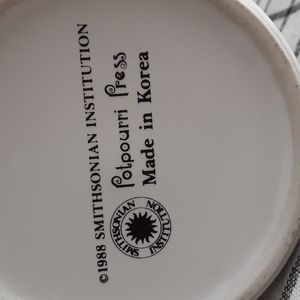 ©1988 SMITHSONIAN INSTITUTION
Potpourri Press
Made in Korea
SMITHSONIAN
INSTITUTION